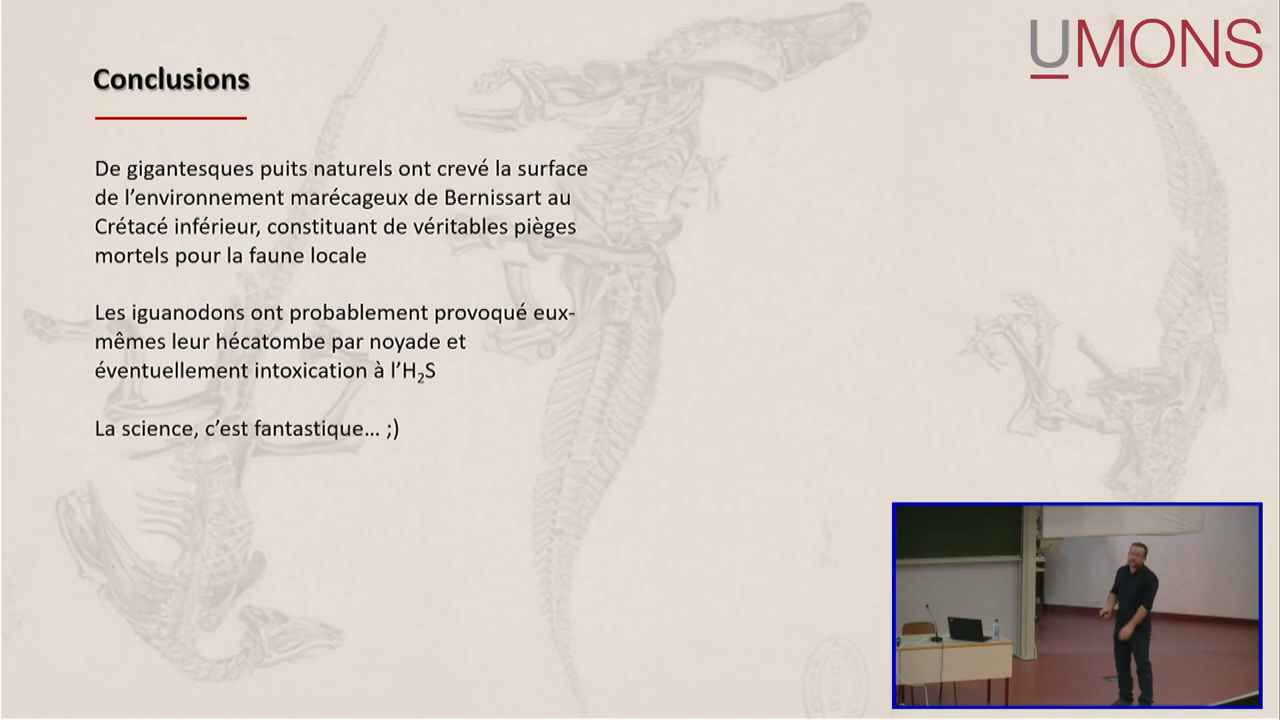 UMONS
Conclusions
De gigantesques puits naturels ont crevé la surface
de l’environnement marécageux de Bernissart au
Crétacé inférieur, constituant de véritables pièges
mortels pour la faune locale
Les iguanodons ont probablement provoqué eux-
mêmes leur hécatombe par noyade et
éventuellement intoxication à l’H₂S
La science, c’est fantastique... ;)